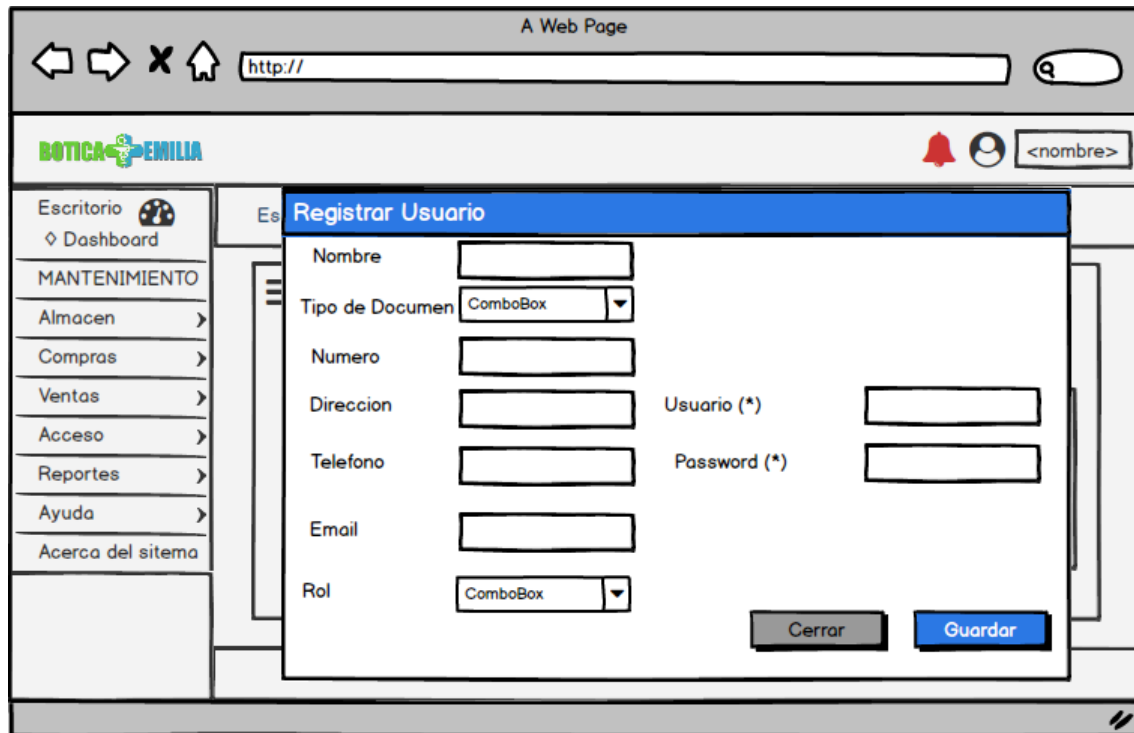 A Web Page
http://
BOTICA EMILIA
<nombre>
Escritorio
◊ Dashboard
MANTENIMIENTO
Almacen
Compras
Ventas
Acceso
Reportes
Ayuda
Acerca del sitema
Es
Registrar Usuario
Nombre
Tipo de Documen ComboBox
Numero
Direccion Usuario (*)
Telefono Password (*)
Email
Rol ComboBox
Cerrar Guardar